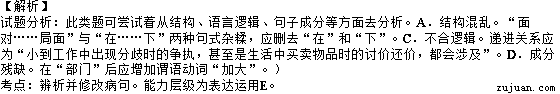 【解析】
试题分析：此类题可尝试着从结构、语言逻辑、句子成分等方面去分析。A．结构混乱。“面
对……局面”与“在……下”两种句式杂糅，应删去“在”和“下”。C．不合逻辑。递进关系应
为“小到工作中出现分歧时的争执，甚至是生活中买卖物品时的讨价还价，都会涉及”。D．成分
残缺。在“部门”后应增加谓语动词“加大”。）
考点：辨析并修改病句。能力层级为表达运用E。
zujuan.com